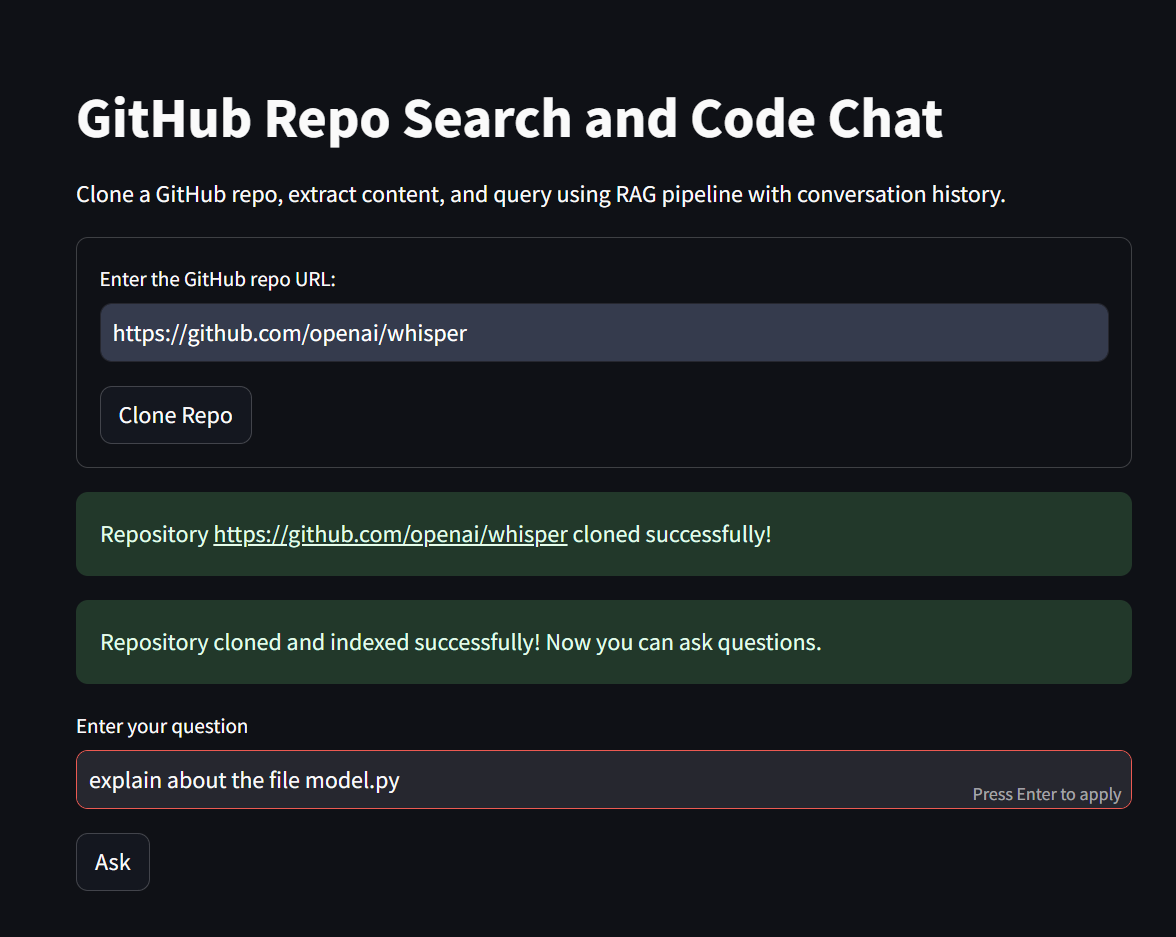 GitHub Repo Search and Code Chat
Clone a GitHub repo, extract content, and query using RAG pipeline with conversation history.
Enter the GitHub repo URL:
https://github.com/openai/whisper
Clone Repo
Repository https://github.com/openai/whisper cloned successfully!
Repository cloned and indexed successfully! Now you can ask questions.
Enter your question
explain about the file model.py
Press Enter to apply
Ask